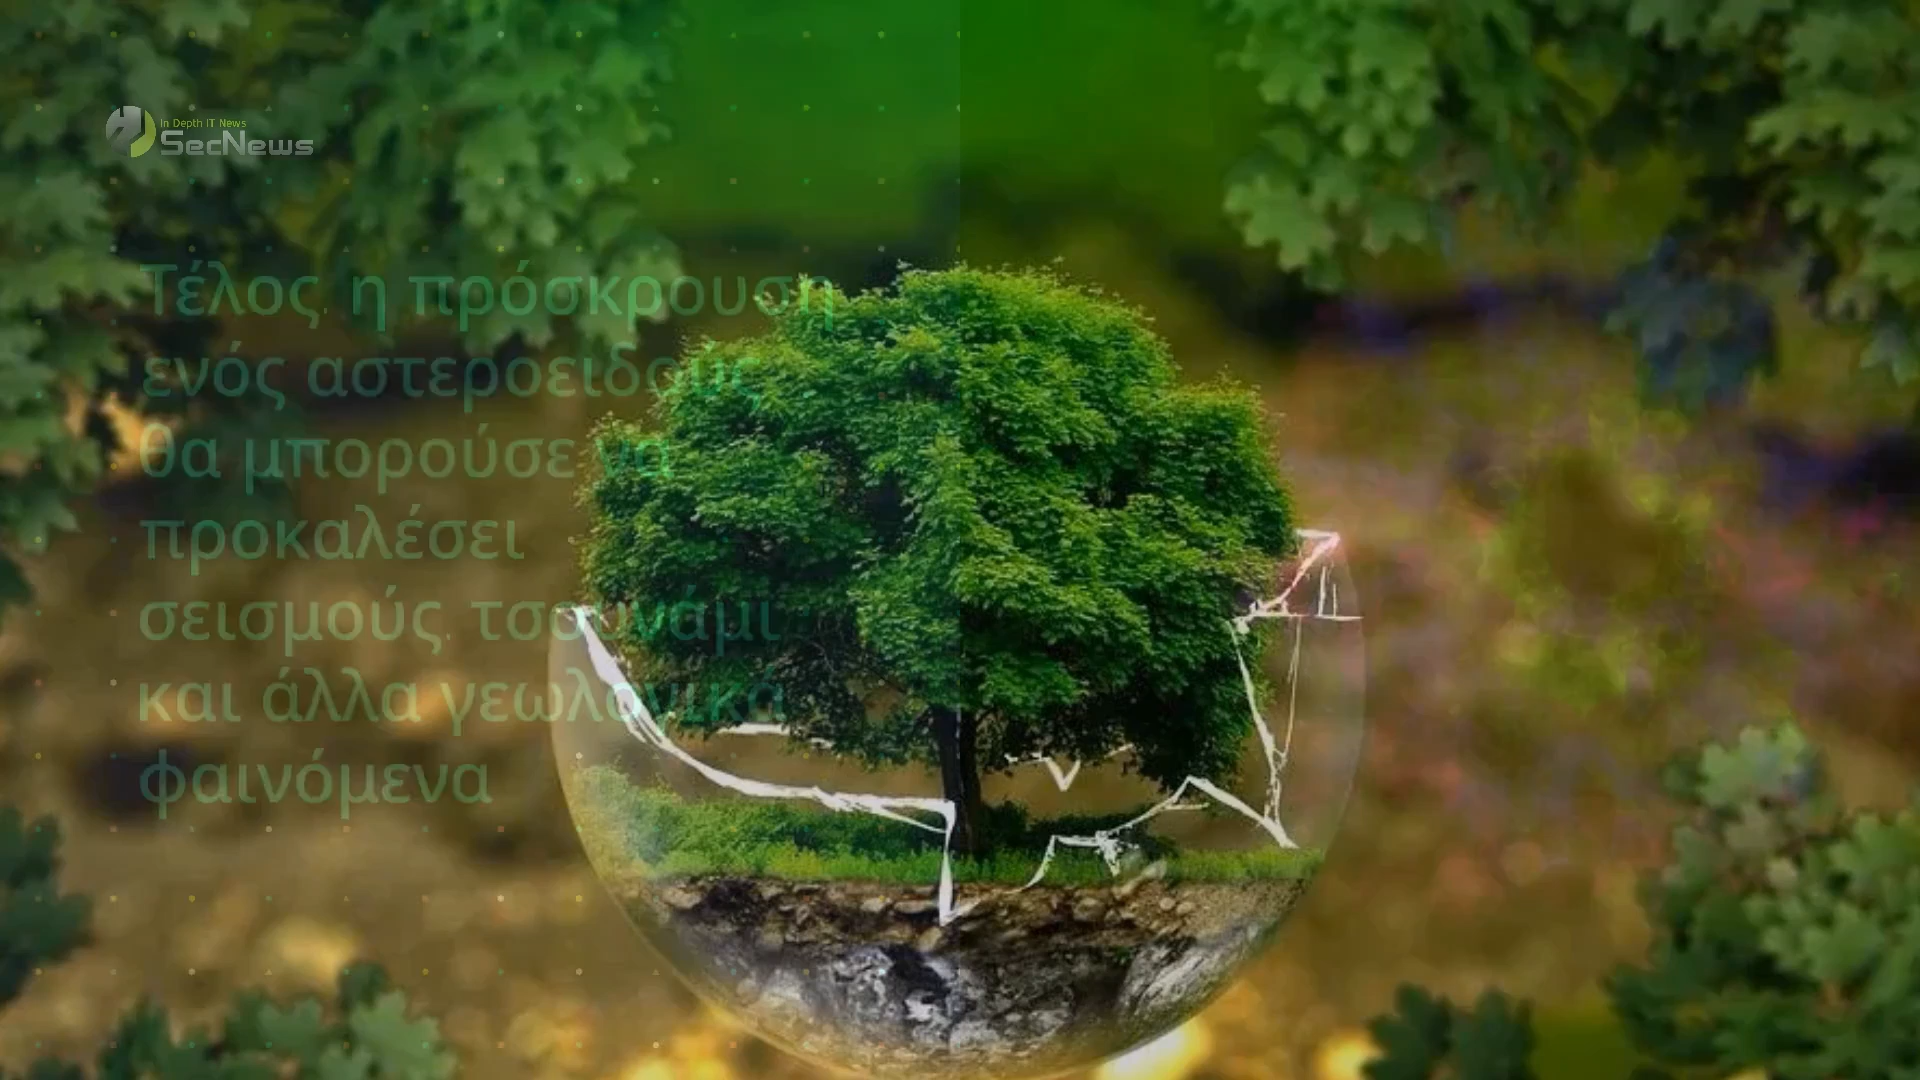 In Depth IT News
SecNews
Τέλος, η πρόσκρουση
ενός αστεροειδούς
θα μπορούσε να
προκαλέσει
σεισμούς, τσουνάμι
και άλλα γεωλογικά
φαινόμενα